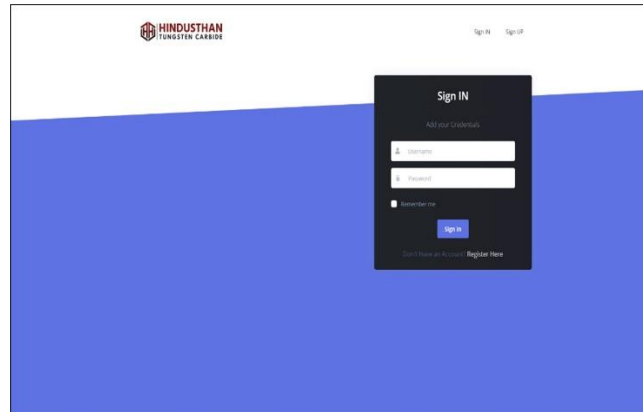 HINDUSTHAN
TUNGSTEN CARBIDE
Sign IN Sign UP
Sign IN
Add your Credentials
Username
Password
Remember me
Sign in
Don't Have an Account? Register Here